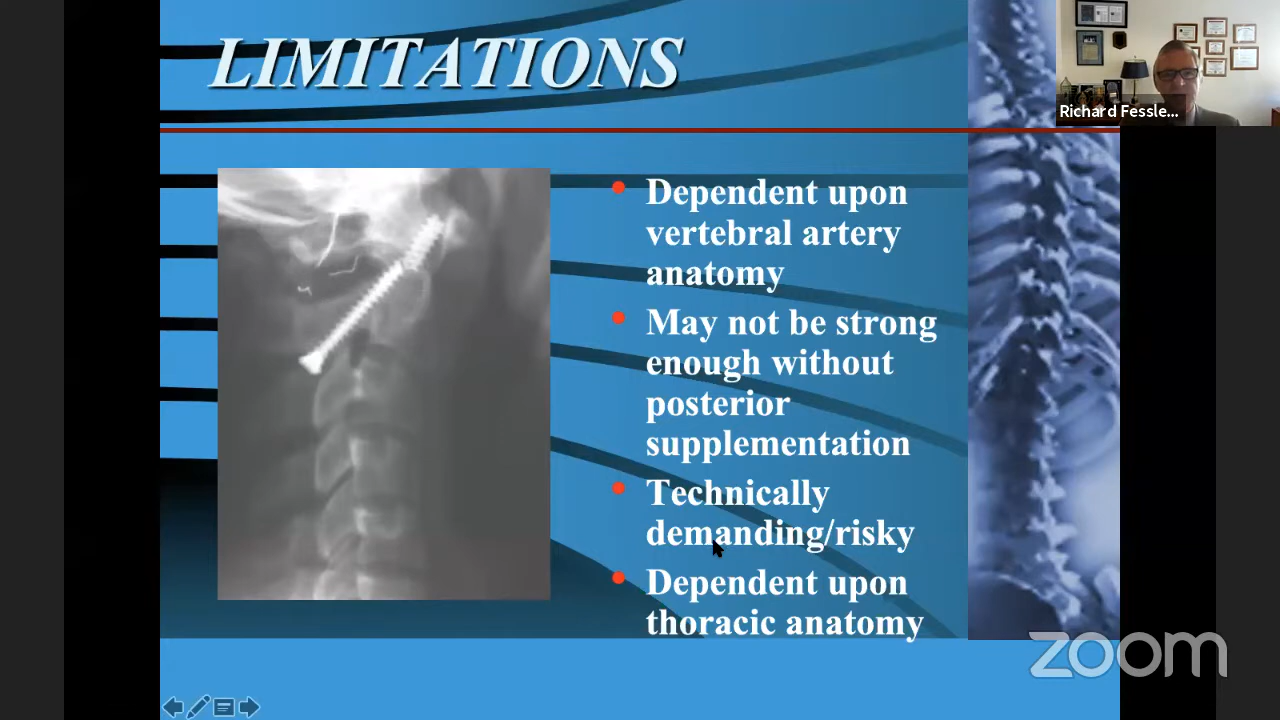 LIMITATIONS
Richard Fessle...
Dependent upon
vertebral artery
anatomy
May not be strong
enough without
posterior
supplementation
Technically
demanding/risky
Dependent upon
thoracic anatomy
zoom